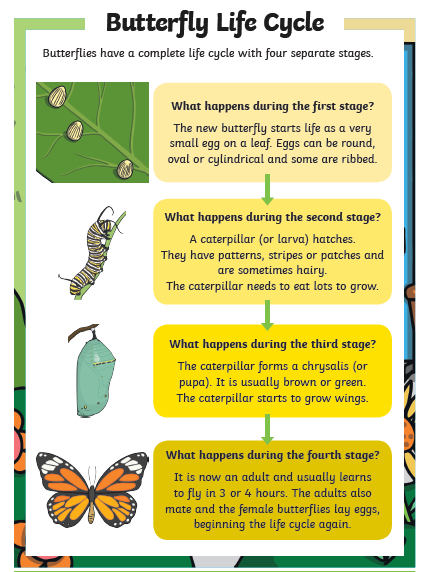 Butterfly Life Cycle
Butterflies have a complete life cycle with four separate stages.
What happens during the first stage?
The new butterfly starts life as a very
small egg on a leaf. Eggs can be round,
oval or cylindrical and some are ribbed.
What happens during the second stage?
A caterpillar (or larva) hatches.
They have patterns, stripes or patches and
are sometimes hairy.
The caterpillar needs to eat lots to grow.
What happens during the third stage?
The caterpillar forms a chrysalis (or
pupa). It is usually brown or green.
The caterpillar starts to grow wings.
What happens during the fourth stage?
It is now an adult and usually learns
to fly in 3 or 4 hours. The adults also
mate and the female butterflies lay eggs,
beginning the life cycle again.